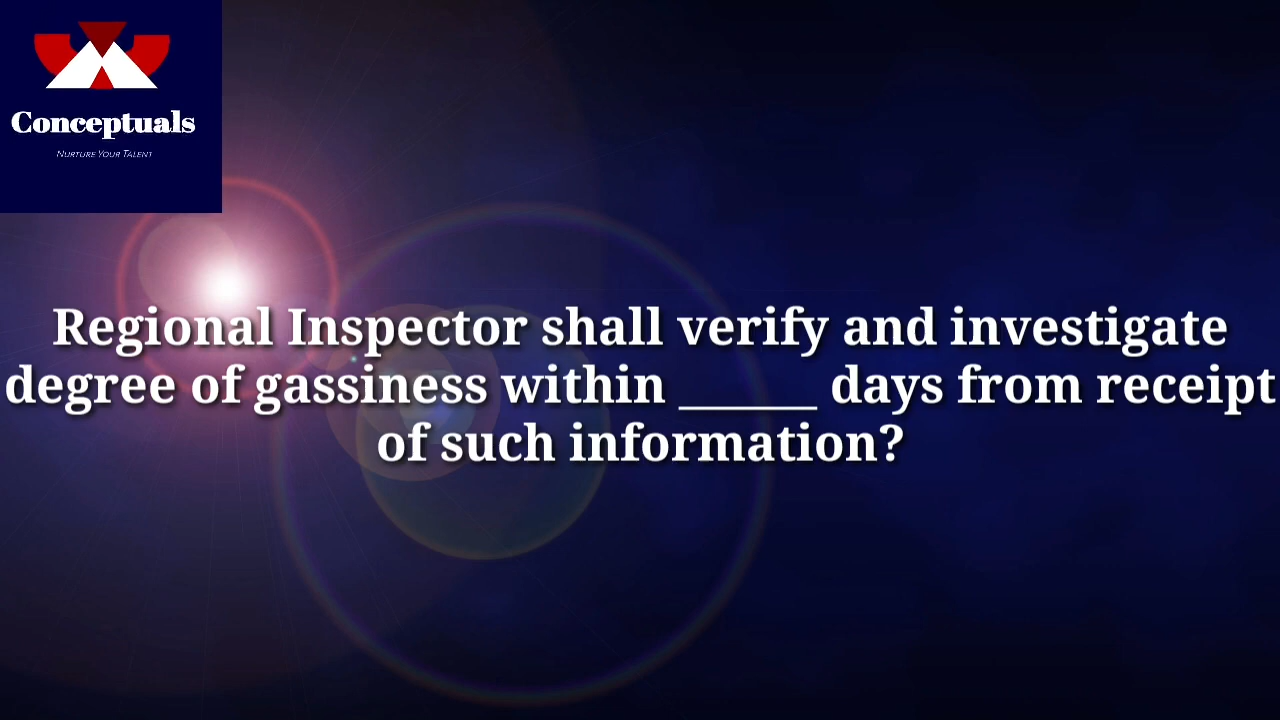 Conceptuals
Nurture Your Talent
Regional Inspector shall verify and investigate
degree of gassiness within ______ days from receipt
of such information?